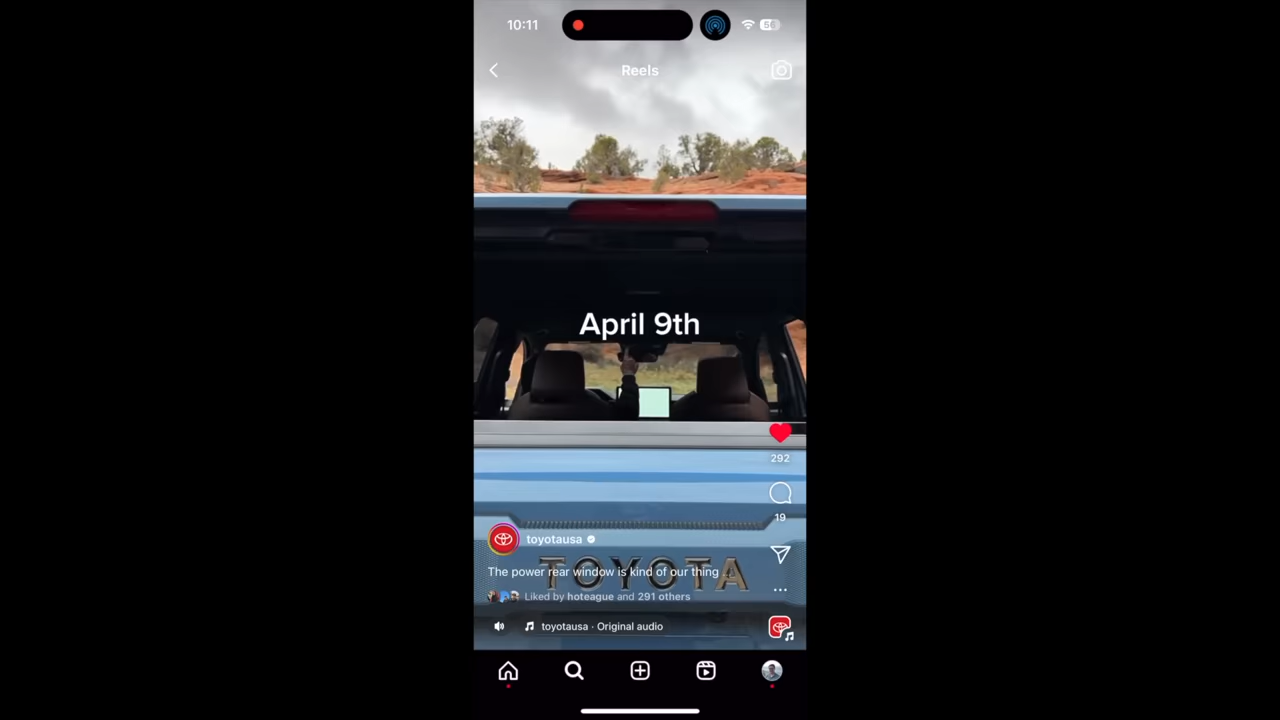 10:11
56
Reels
April 9th
292
19
toyotausa
The power rear window is kind of our thing ...
TOYOTA
Liked by hoteague and 291 others
toyotausa · Original audio